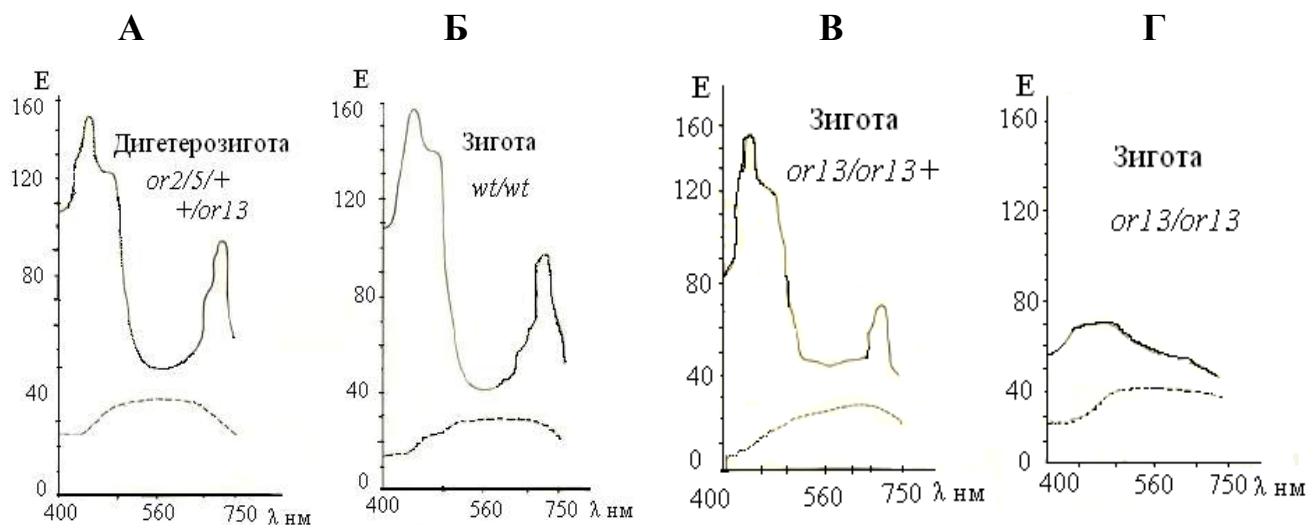 А
Е
160
120
80
40
0
400
560
750
λ нм
Дигетерозигота
or2/5/+
+/or13
Б
Е
160
120
80
40
0
400
560
750
λ нм
Зигота
wt/wt
В
Е
160
120
80
40
0
400
560
750
λ нм
Зигота
or13/or13+
Г
Е
160
120
80
40
0
400
560
750
λ нм
Зигота
or13/or13